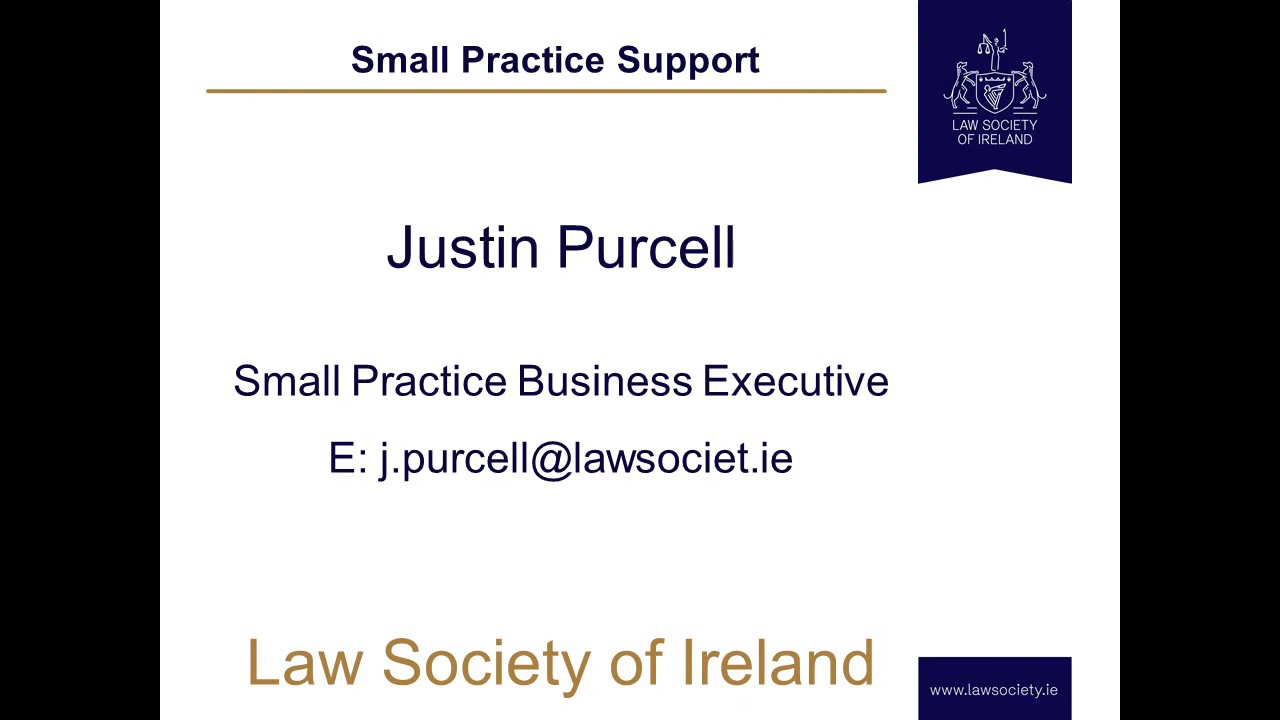 Small Practice Support
LAW SOCIETY
OF IRELAND
Justin Purcell
Small Practice Business Executive
E: j.purcell@lawsociet.ie
Law Society of Ireland
www.lawsociety.ie